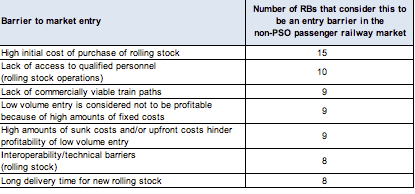 Barrier to market entry
Number of RBs that consider this to
be an entry barrier in the
non-PSO passenger railway market
High initial cost of purchase of rolling stock
15
Lack of access to qualified personnel
(rolling stock operations)
10
Lack of commercially viable train paths
9
Low volume entry is considered not to be profitable
because of high amounts of fixed costs
9
High amounts of sunk costs and/or upfront costs hinder
profitability of low volume entry
9
Interoperability/technical barriers
(rolling stock)
8
Long delivery time for new rolling stock
8